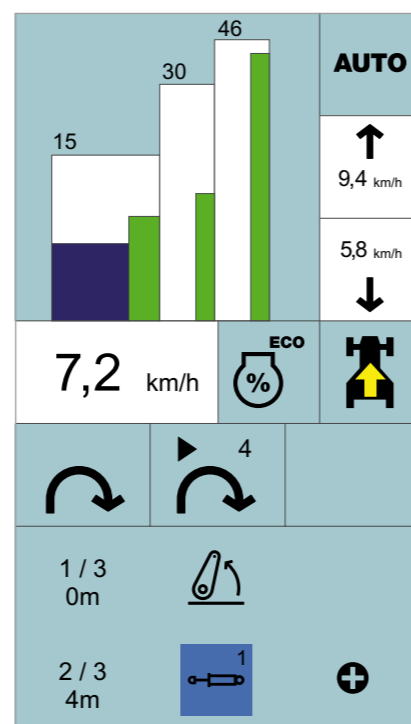 46
30
15
AUTO
9,4 km/h
5,8 km/h
7,2 km/h
ECO
%
4
1 / 3
0m
2 / 3
4m
1